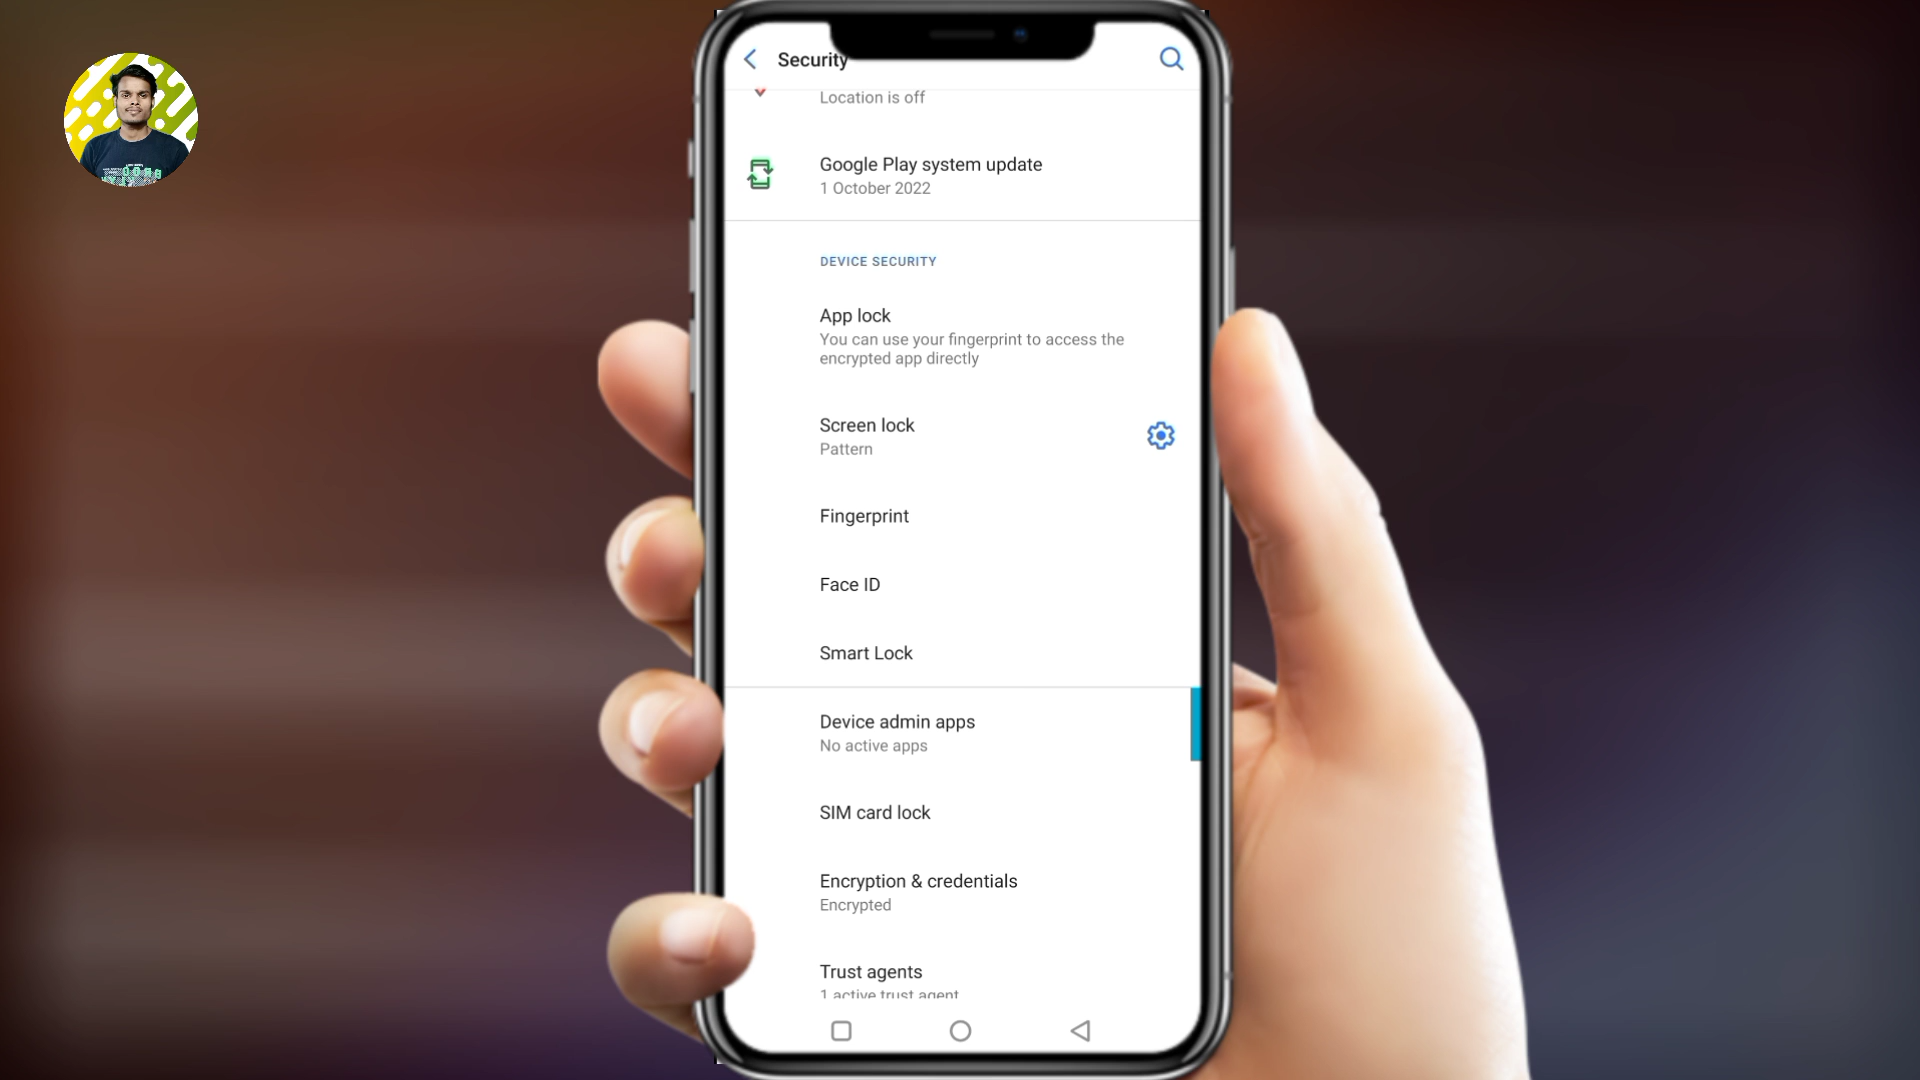 Security
Location is off
Google Play system update
1 October 2022
DEVICE SECURITY
App lock
You can use your fingerprint to access the
encrypted app directly
Screen lock
Pattern
Fingerprint
Face ID
Smart Lock
Device admin apps
No active apps
SIM card lock
Encryption & credentials
Encrypted
Trust agents
1 active trust agent